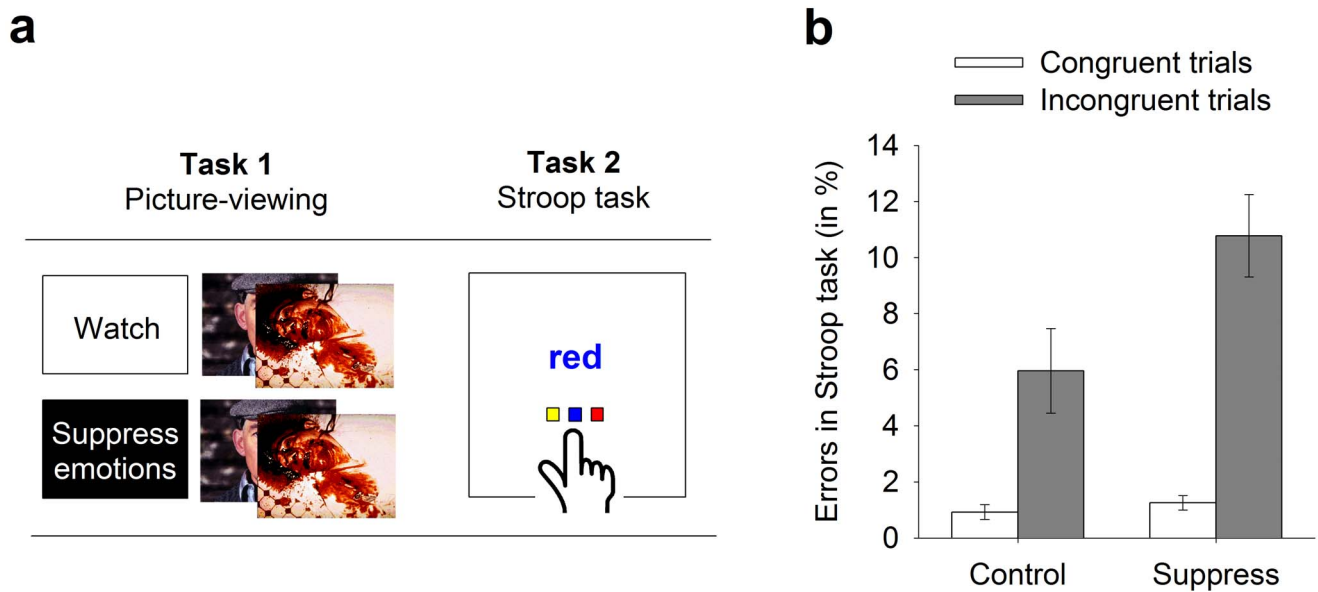 a
Task 1
Picture-viewing
Task 2
Stroop task
Watch
Suppress
emotions
red
b
Congruent trials
Incongruent trials
Errors in Stroop task (in %)
14
12
10
8
6
4
2
0
Control
Suppress